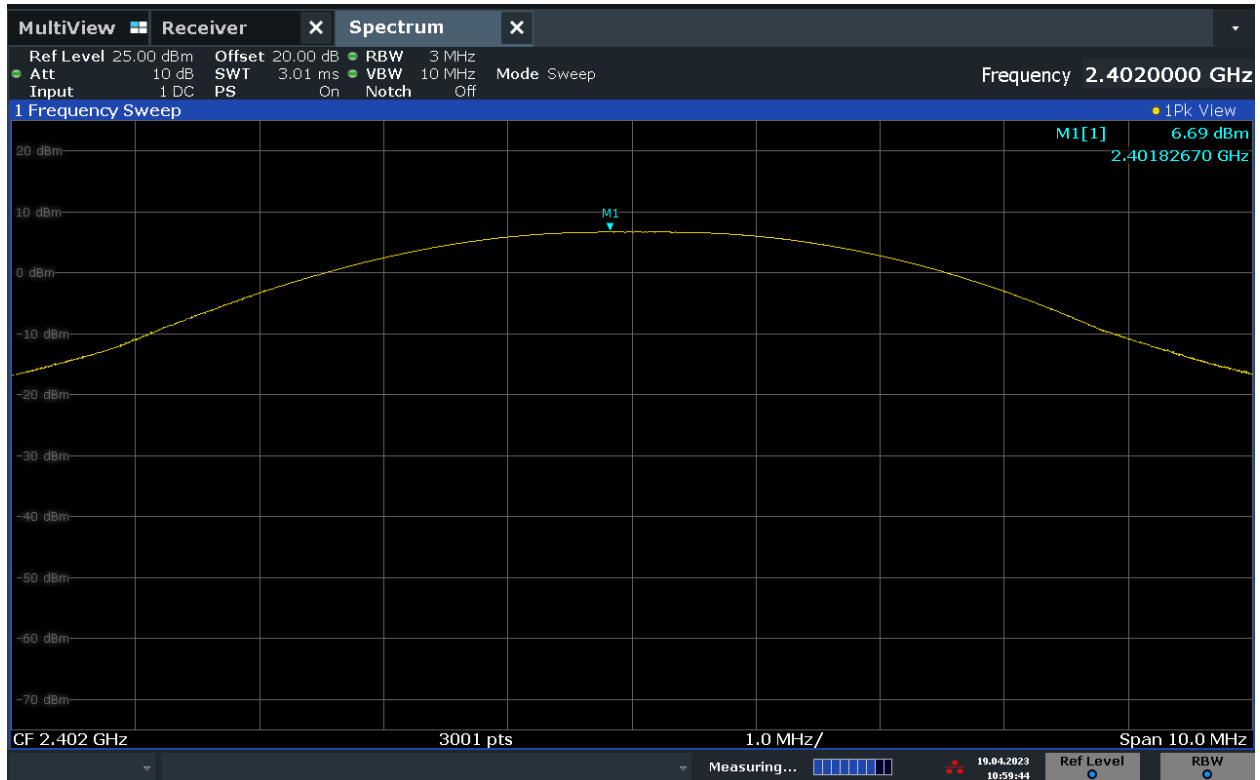 MultiView Receiver X Spectrum X
Ref Level 25.00 dBm Offset 20.00 dB RBW 3 MHz
Att 10 dB SWT 3.01 ms VBW 10 MHz Mode Sweep
Input 1 DC PS On Notch Off
Frequency 2.4020000 GHz
1 Frequency Sweep 1Pk View
M1[1] 6.69 dBm
2.40182670 GHz
20 dBm
10 dBm
M1
0 dBm
-10 dBm
-20 dBm
-30 dBm
-40 dBm
-50 dBm
-60 dBm
-70 dBm
CF 2.402 GHz 3001 pts 1.0 MHz/ Span 10.0 MHz
Measuring... 19.04.2023 Ref Level RBW
10:59:44